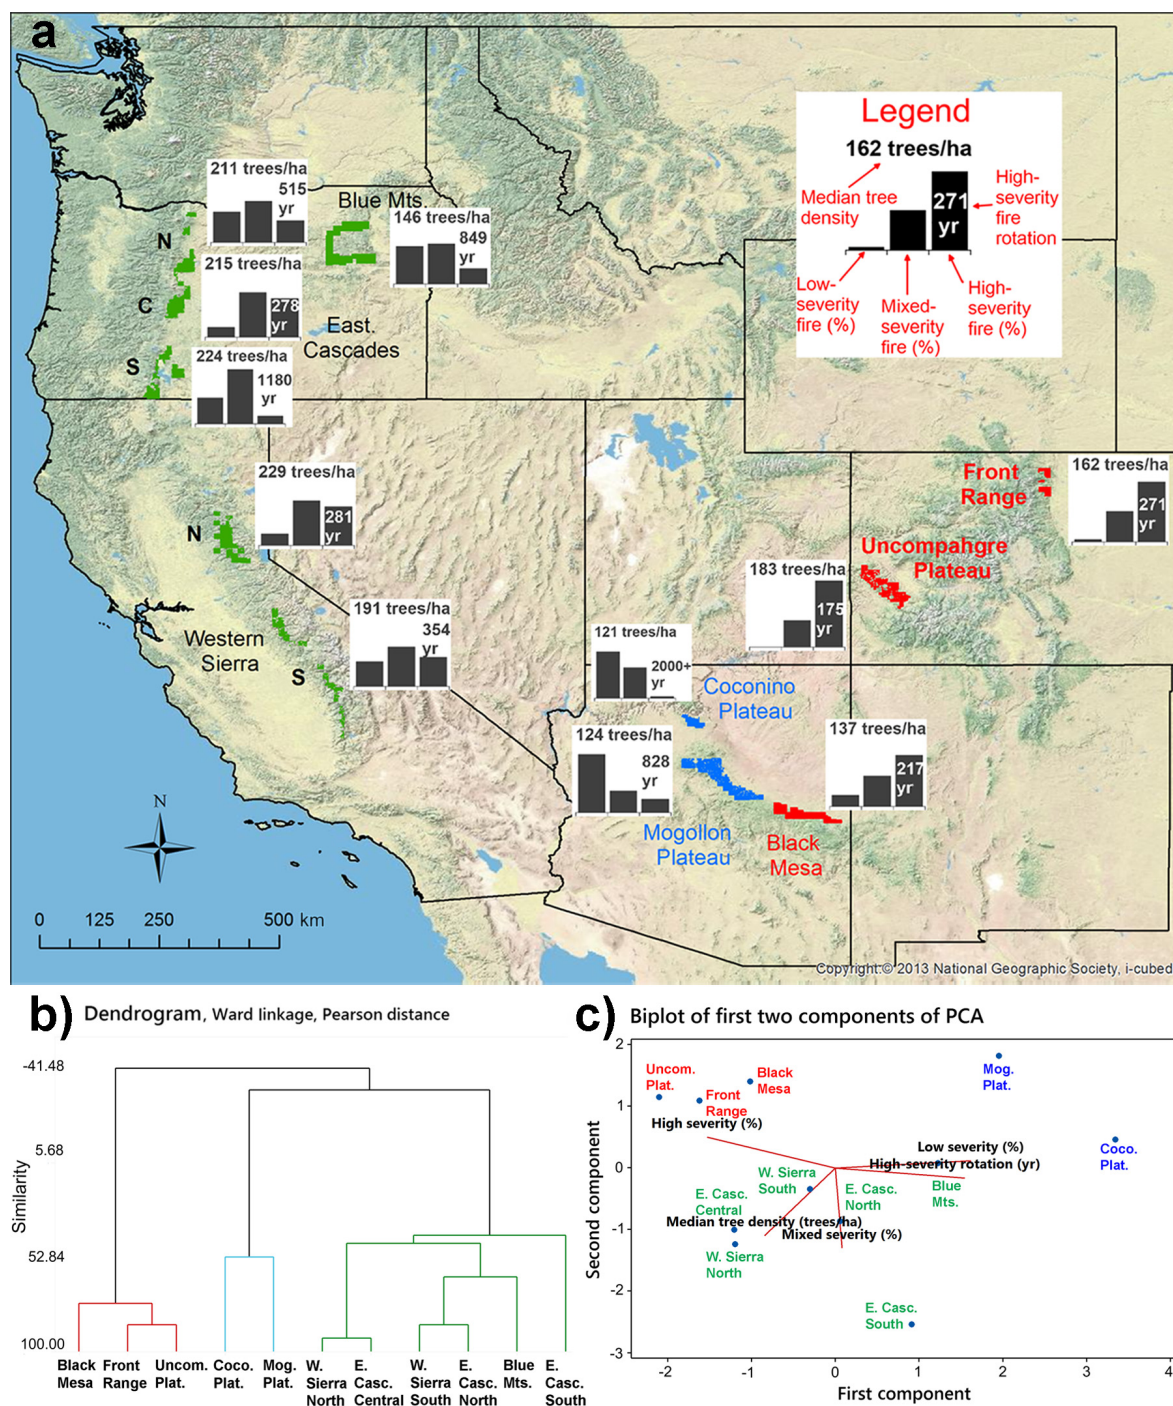 a
Legend
162 trees/ha
Median tree
density
271
yr
High-
severity
fire
rotation
Low-
severity
fire (%)
Mixed-
severity
fire (%)
High-
severity
fire (%)
211 trees/ha
515
yr
Blue Mts.
146 trees/ha
849
yr
N
215 trees/ha
278
yr
C
East.
Cascades
224 trees/ha
1180
yr
S
229 trees/ha
281
yr
N
Front
Range
162 trees/ha
271
yr
Uncompahgre
Plateau
183 trees/ha
175
yr
191 trees/ha
354
yr
Western
Sierra
S
121 trees/ha
2000+
yr
Coconino
Plateau
124 trees/ha
828
yr
137 trees/ha
217
yr
Mogollon
Plateau
Black
Mesa
N
0 125 250 500 km
Copyright:© 2013 National Geographic Society, i-cubed
b) Dendrogram, Ward linkage, Pearson distance
Similarity
-41.48
5.68
52.84
100.00
Black
Mesa
Front
Range
Uncom.
Plat.
Coco.
Plat.
Mog.
Plat.
W.
Sierra
North
E.
Casc.
Central
W.
Sierra
South
E.
Casc.
North
Blue
Mts.
E.
Casc.
South
c) Biplot of first two components of PCA
Second component
2
1
0
-1
-2
-3
Uncom.
Plat.
Front
Range
Black
Mesa
Mog.
Plat.
High severity (%)
Low severity (%)
High-severity rotation (yr)
Coco.
Plat.
W. Sierra
South
E. Casc.
North
Blue
Mts.
E. Casc.
Central
Median tree density (trees/ha)
Mixed severity (%)
W. Sierra
North
E. Casc.
South
-2 -1 0 1 2 3 4
First component